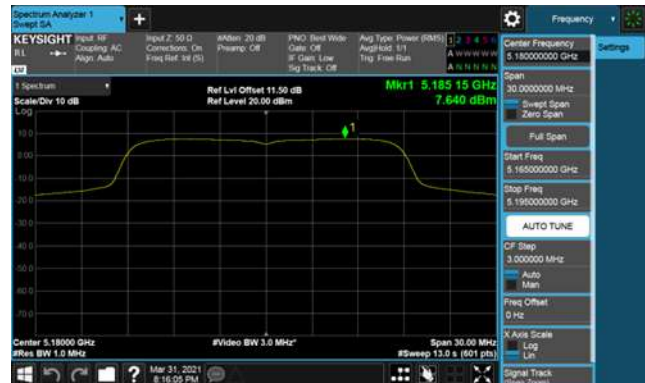 Spectrum Analyzer 1
Swept SA
Frequency
KEYSIGHT
Input: RF
Coupling: AC
Align: Auto
Input Z: 50 Ω
Corrections: On
Freq Ref: Int (S)
#Atten: 20 dB
Preamp: Off
PNO: Best Wide
Gate: Off
IF Gain: Low
Sig Track: Off
Avg Type: Power (RMS)
Avg|Hold: 1/1
Trig: Free Run
1 2 3 4 5 6
A W W W W W
A N N N N N
Center Frequency
5.180000000 GHz
Settings
Span
30.0000000 MHz
Swept Span
Zero Span
Full Span
Start Freq
5.165000000 GHz
Stop Freq
5.195000000 GHz
AUTO TUNE
CF Step
3.000000 MHz
Auto
Man
Freq Offset
0 Hz
X Axis Scale
Log
Lin
Signal Track
1 Spectrum
Scale/Div 10 dB
Log
Ref Lvl Offset 11.50 dB
Ref Level 20.00 dBm
Mkr1 5.185 15 GHz
7.640 dBm
1
10.0
0.00
-10.0
-20.0
-30.0
-40.0
-50.0
-60.0
-70.0
Center 5.18000 GHz
#Res BW 1.0 MHz
#Video BW 3.0 MHz*
Span 30.00 MHz
#Sweep 13.0 s (601 pts)
Mar 31, 2021
8:16:05 PM